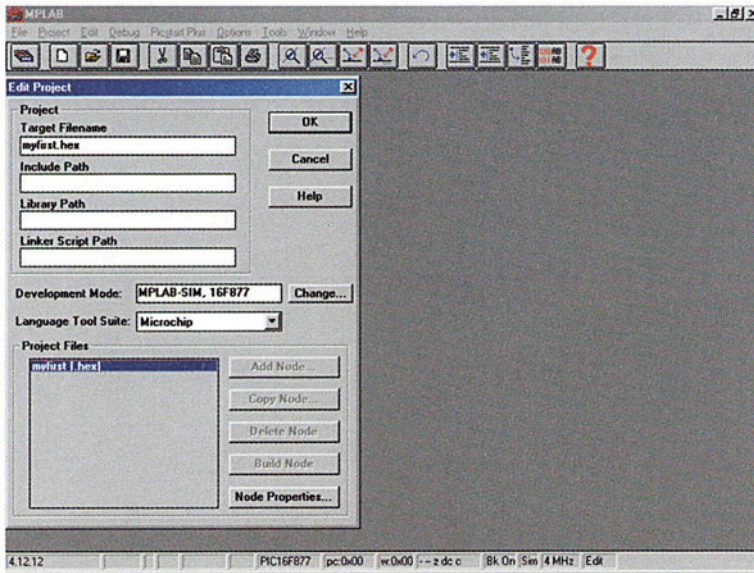 MPLAB
File Project Edit Debug Picstart Plus Options Tools Window Help
Edit Project
Project
Target Filename
myfirst.hex
Include Path
Library Path
Linker Script Path
OK
Cancel
Help
Development Mode: MPLAB-SIM, 16F877 Change...
Language Tool Suite: Microchip
Project Files
myfirst [.hex]
Add Node...
Copy Node...
Delete Node
Build Node
Node Properties...
4.12.12 PIC16F877 pc:0x00 w:0x00 -- z dc c Bk On Sim 4 MHz Edit